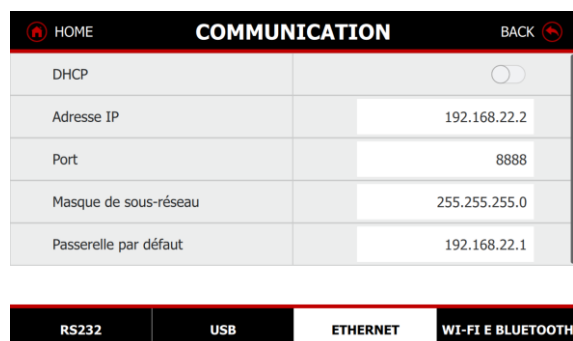 HOME COMMUNICATION BACK
DHCP
Adresse IP 192.168.22.2
Port 8888
Masque de sous-réseau 255.255.255.0
Passerelle par défaut 192.168.22.1
RS232 USB ETHERNET WI-FI E BLUETOOTH